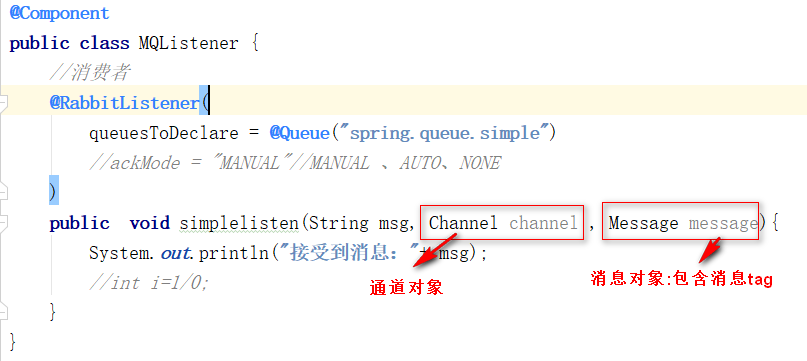 @Component
public class MQListener {
//消费者
@RabbitListener(
queuesToDeclare = @Queue("spring.queue.simple")
//ackMode = "MANUAL"//MANUAL 、AUTO、NONE
)
public void simplelisten(String msg, Channel channel , Message message){
System.out.println("接受到消息："+ msg);
通道对象
消息对象:包含消息tag
//int i=1/0;
}
}